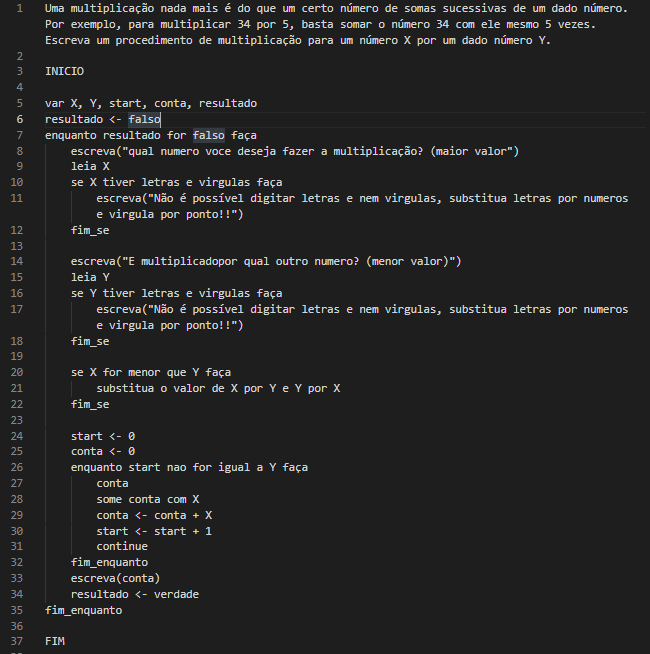 1 Uma multiplicação nada mais é do que um certo número de somas sucessivas de um dado número.
Por exemplo, para multiplicar 34 por 5, basta somar o número 34 com ele mesmo 5 vezes.
Escreva um procedimento de multiplicação para um número X por um dado número Y.
2
3 INICIO
4
5 var X, Y, start, conta, resultado
6 resultado <- falso
7 enquanto resultado for falso faça
8 escreva("qual numero voce deseja fazer a multiplicação? (maior valor")
9 leia X
10 se X tiver letras e virgulas faça
11 escreva("Não é possível digitar letras e nem virgulas, substitua letras por numeros
e virgula por ponto!!")
12 fim_se
13
14 escreva("E multiplicadopor qual outro numero? (menor valor)")
15 leia Y
16 se Y tiver letras e virgulas faça
17 escreva("Não é possível digitar letras e nem virgulas, substitua letras por numeros
e virgula por ponto!!")
18 fim_se
19
20 se X for menor que Y faça
21 substitua o valor de X por Y e Y por X
22 fim_se
23
24 start <- 0
25 conta <- 0
26 enquanto start nao for igual a Y faça
27 conta
28 some conta com X
29 conta <- conta + X
30 start <- start + 1
31 continue
32 fim_enquanto
33 escreva(conta)
34 resultado <- verdade
35 fim_enquanto
36
37 FIM